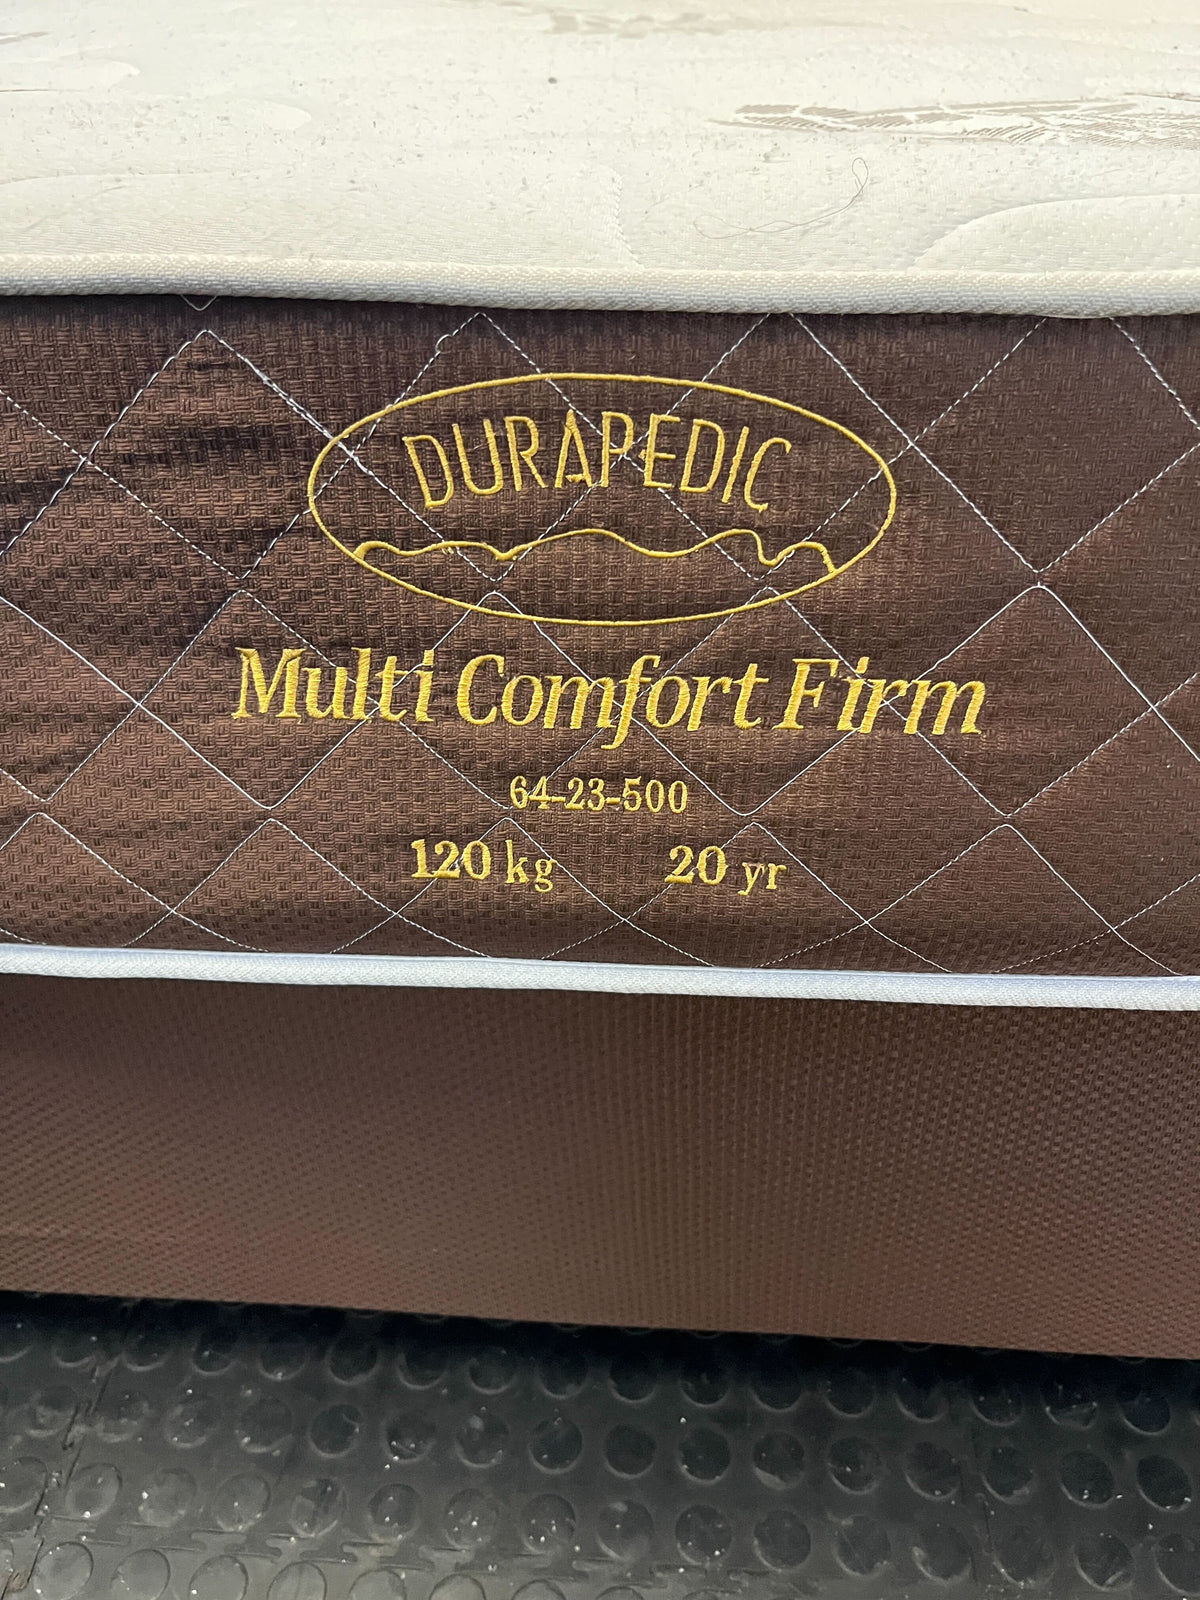 DURAPEDIC
Multi Comfort Firm
64-23-500
120 kg 20 yr